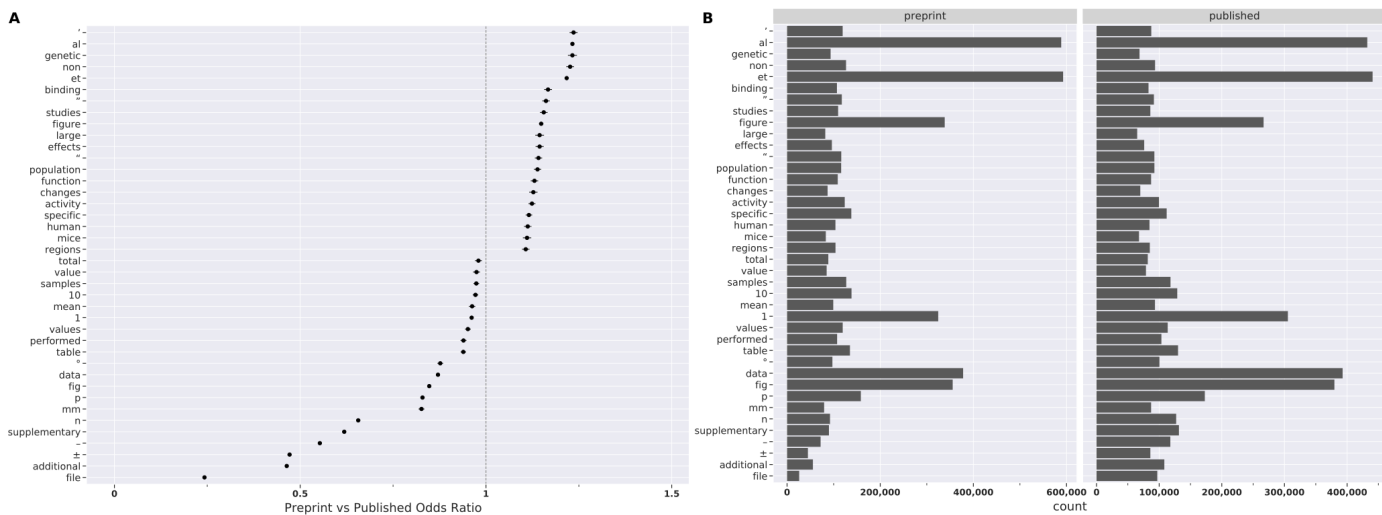 A
’
al
genetic
non
et
binding
”
studies
figure
large
effects
“
population
function
changes
activity
specific
human
mice
regions
total
value
samples
10
mean
1
values
performed
table
°
data
fig
p
mm
n
supplementary
–
±
additional
file
0 0.5 1 1.5
Preprint vs Published Odds Ratio
B
preprint published
’
al
genetic
non
et
binding
”
studies
figure
large
effects
“
population
function
changes
activity
specific
human
mice
regions
total
value
samples
10
mean
1
values
performed
table
°
data
fig
p
mm
n
supplementary
–
±
additional
file
0 200,000 400,000 600,000 0 100,000 200,000 300,000 400,000
count